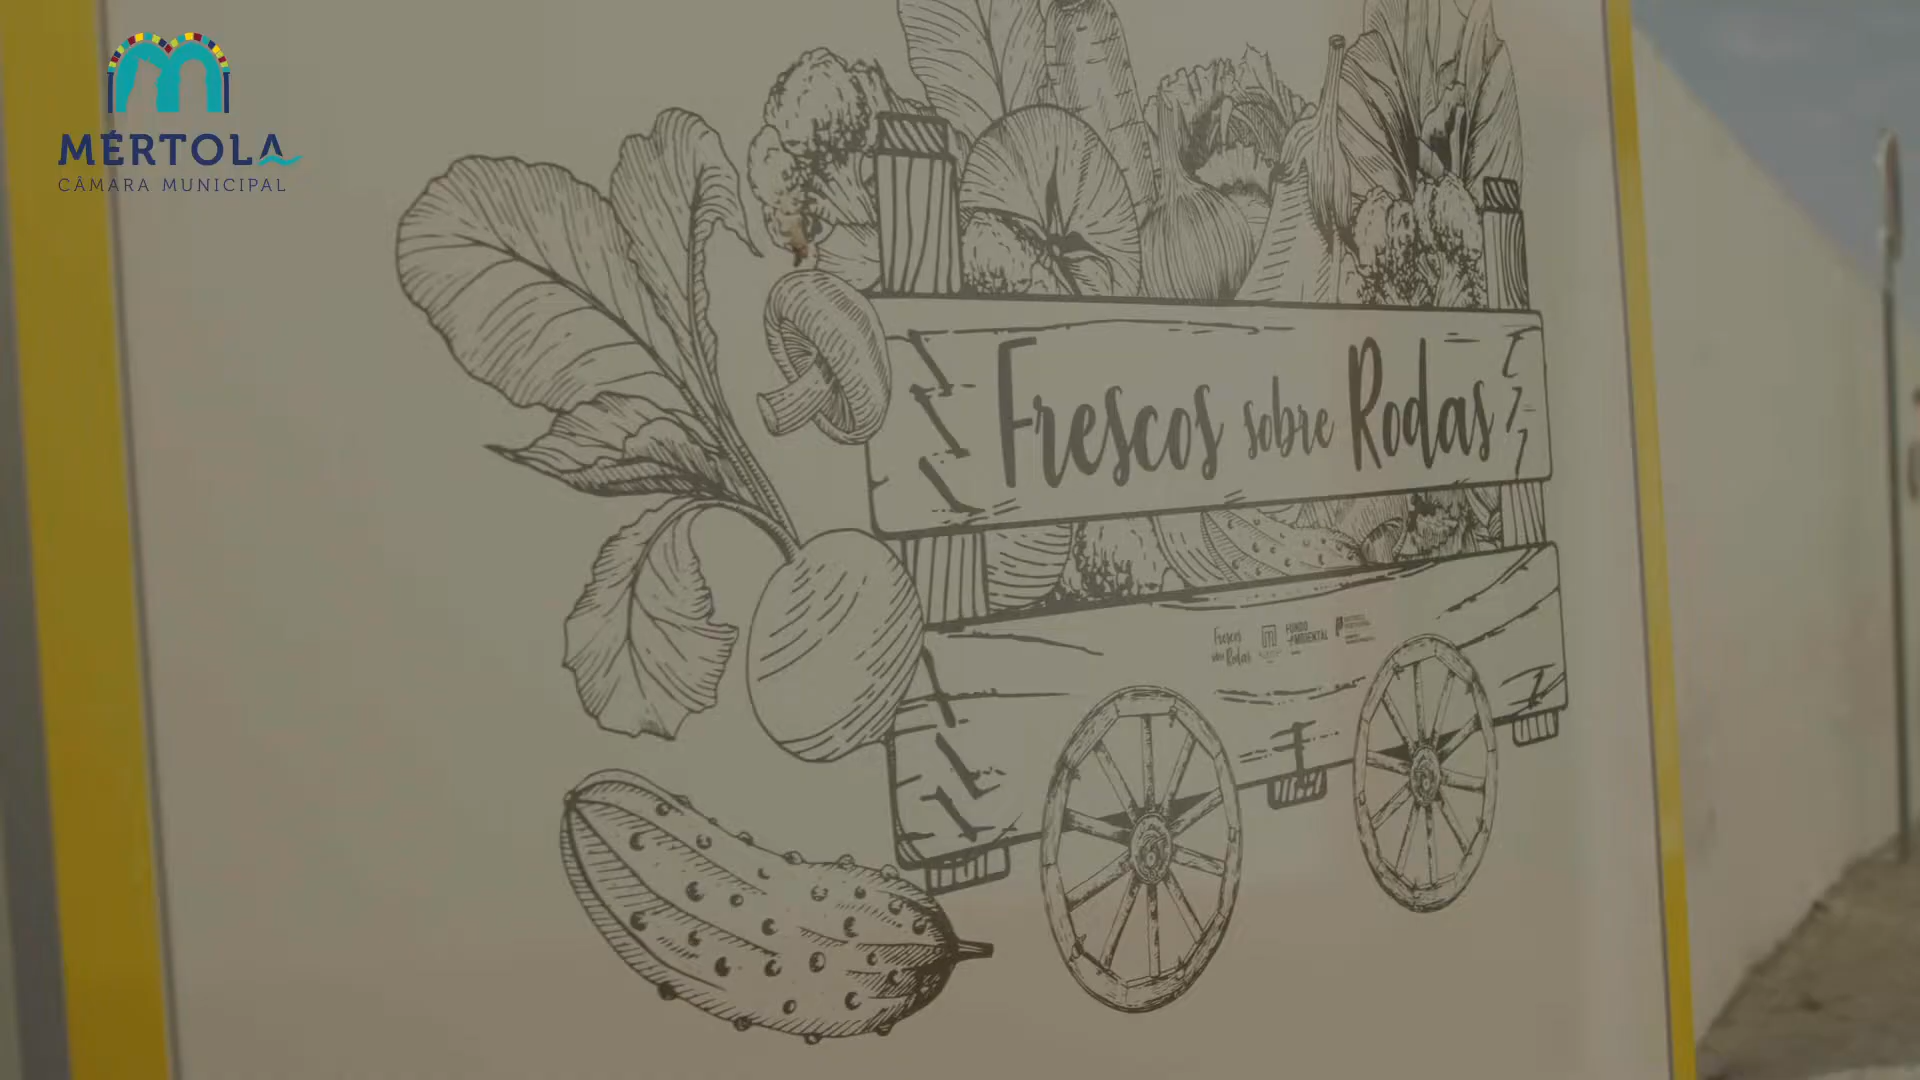 MÉRTOLA
CÂMARA MUNICIPAL
Frescos sobre Rodas
Frescos
sobre Rodas
FUNDO
AMBIENTAL